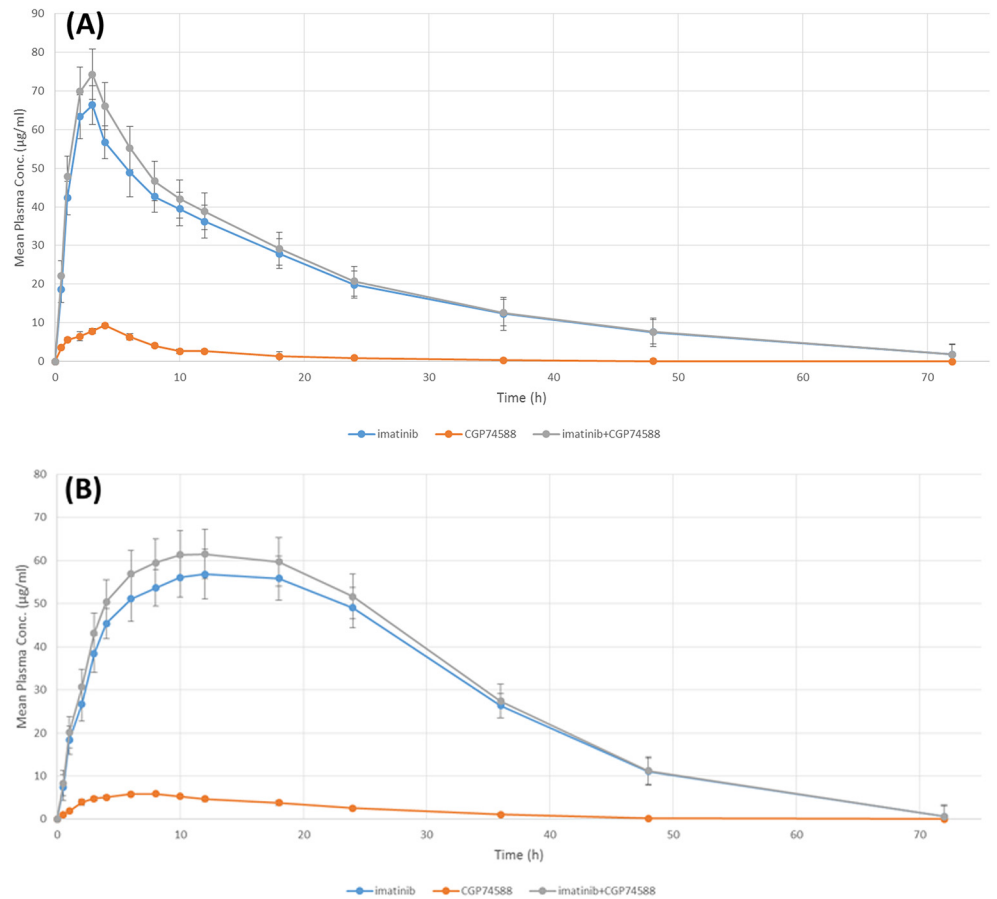 (A)
Mean Plasma Conc. (µg/ml)
90
80
70
60
50
40
30
20
10
0
0 10 20 30 40 50 60 70
Time (h)
imatinib CGP74588 imatinib+CGP74588
(B)
Mean Plasma Conc. (µg/ml)
80
70
60
50
40
30
20
10
0
0 10 20 30 40 50 60 70
Time (h)
imatinib CGP74588 imatinib+CGP74588